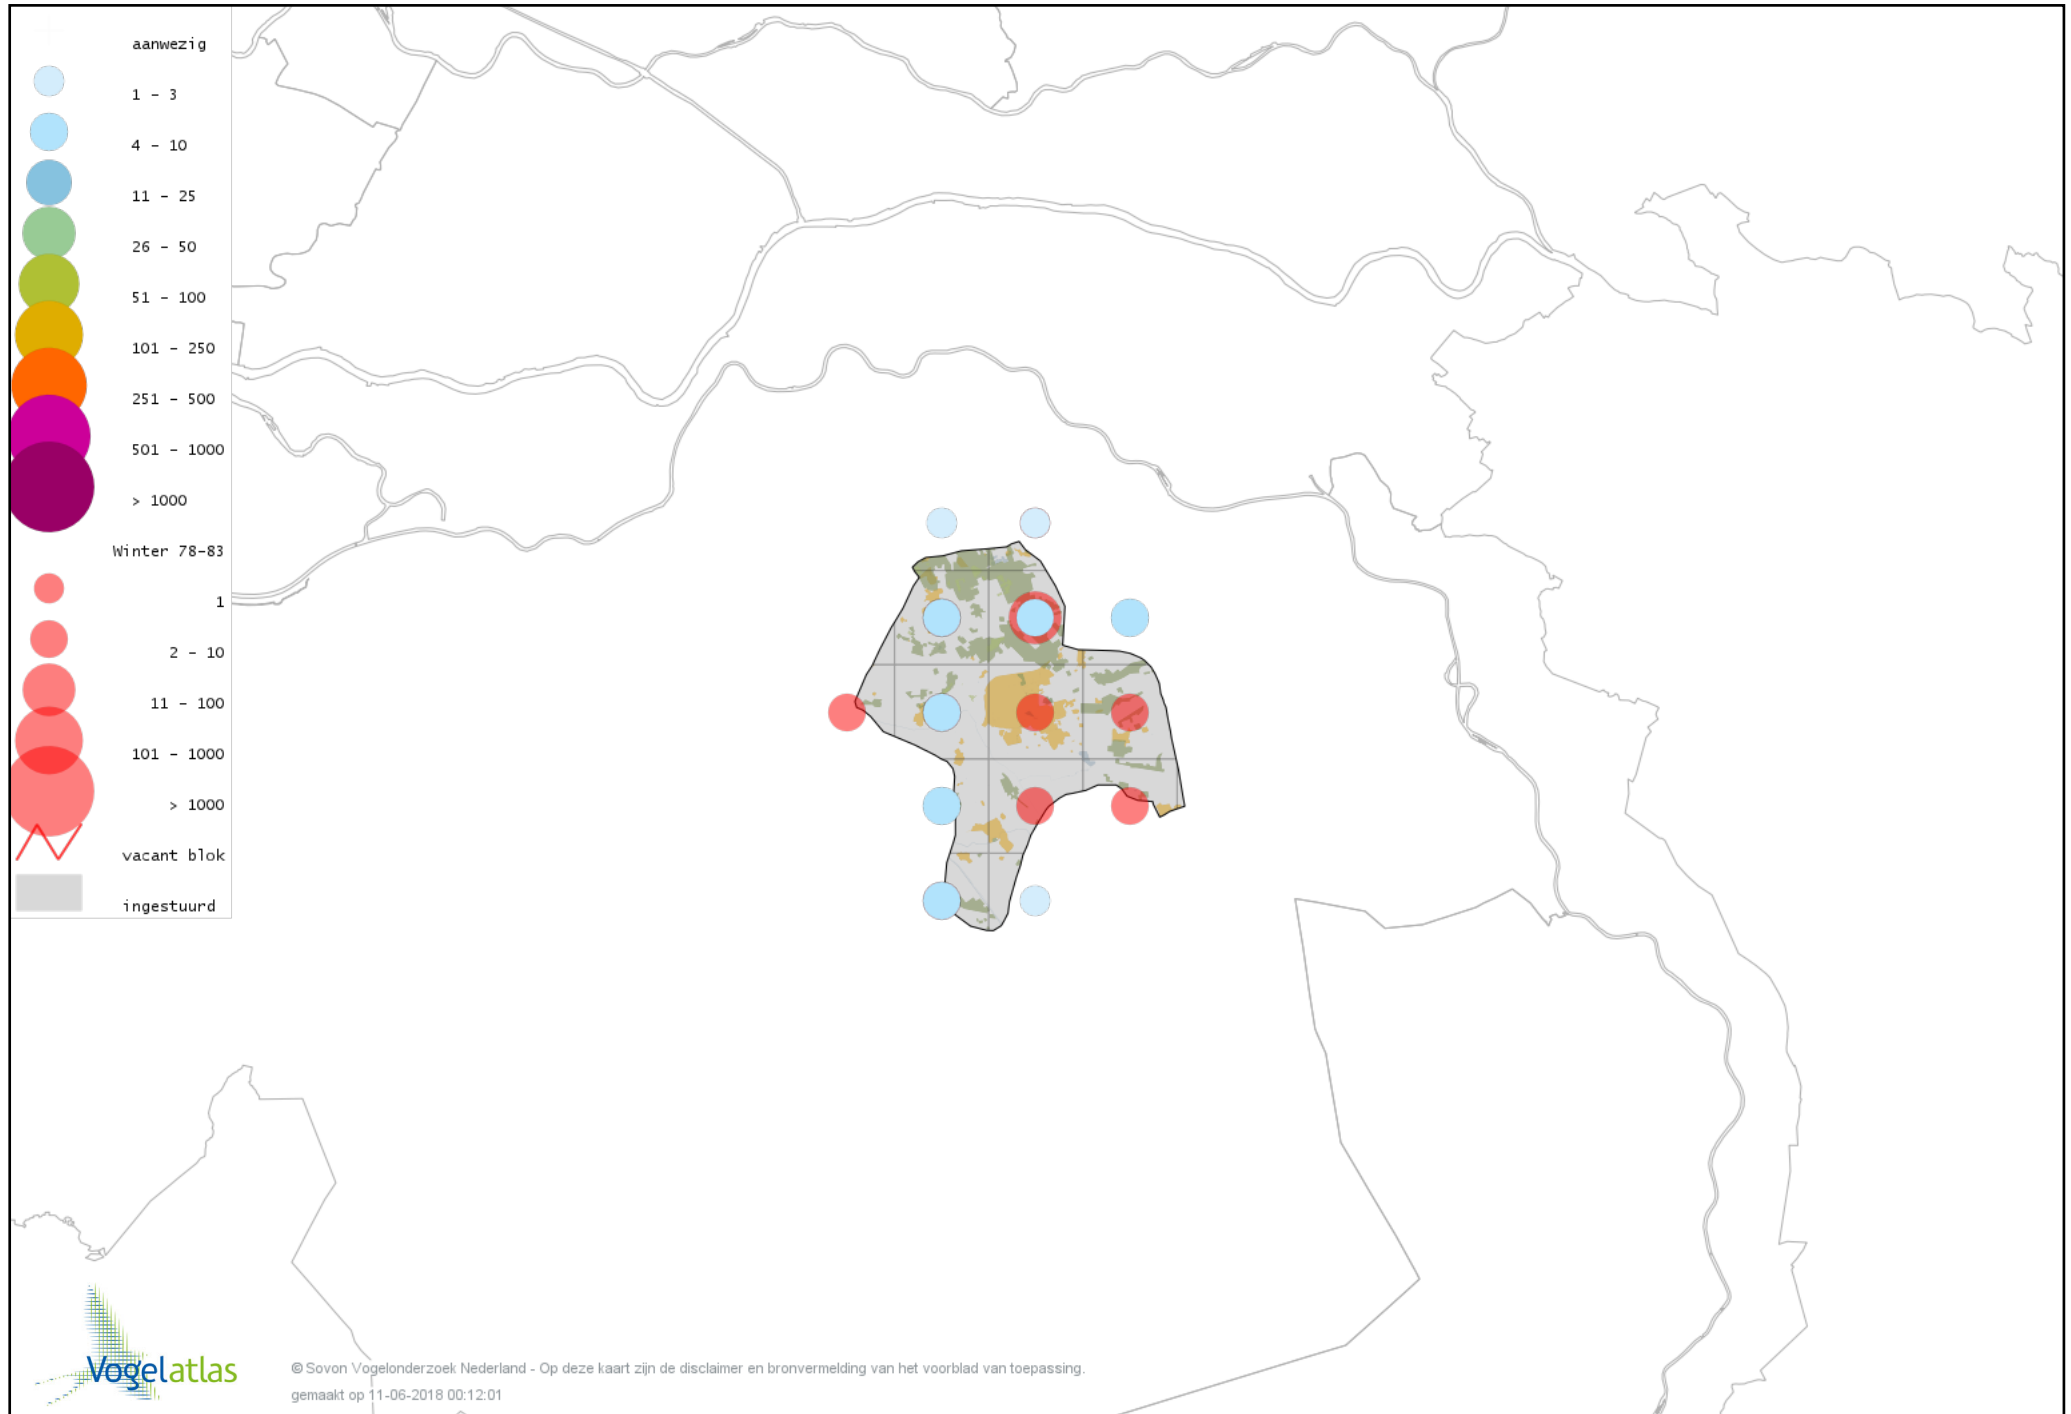 aanwezig
1 - 3
4 - 10
11 - 25
26 - 50
51 - 100
101 - 250
251 - 500
501 - 1000
> 1000
Winter 78-83
1
2 - 10
11 - 100
101 - 1000
> 1000
vacant blok
ingestuurd
Vogelatlas
© Sovon Vogelonderzoek Nederland - Op deze kaart zijn de disclaimer en bronvermelding van het voorblad van toepassing.
gemaakt op 11-06-2018 00:12:01